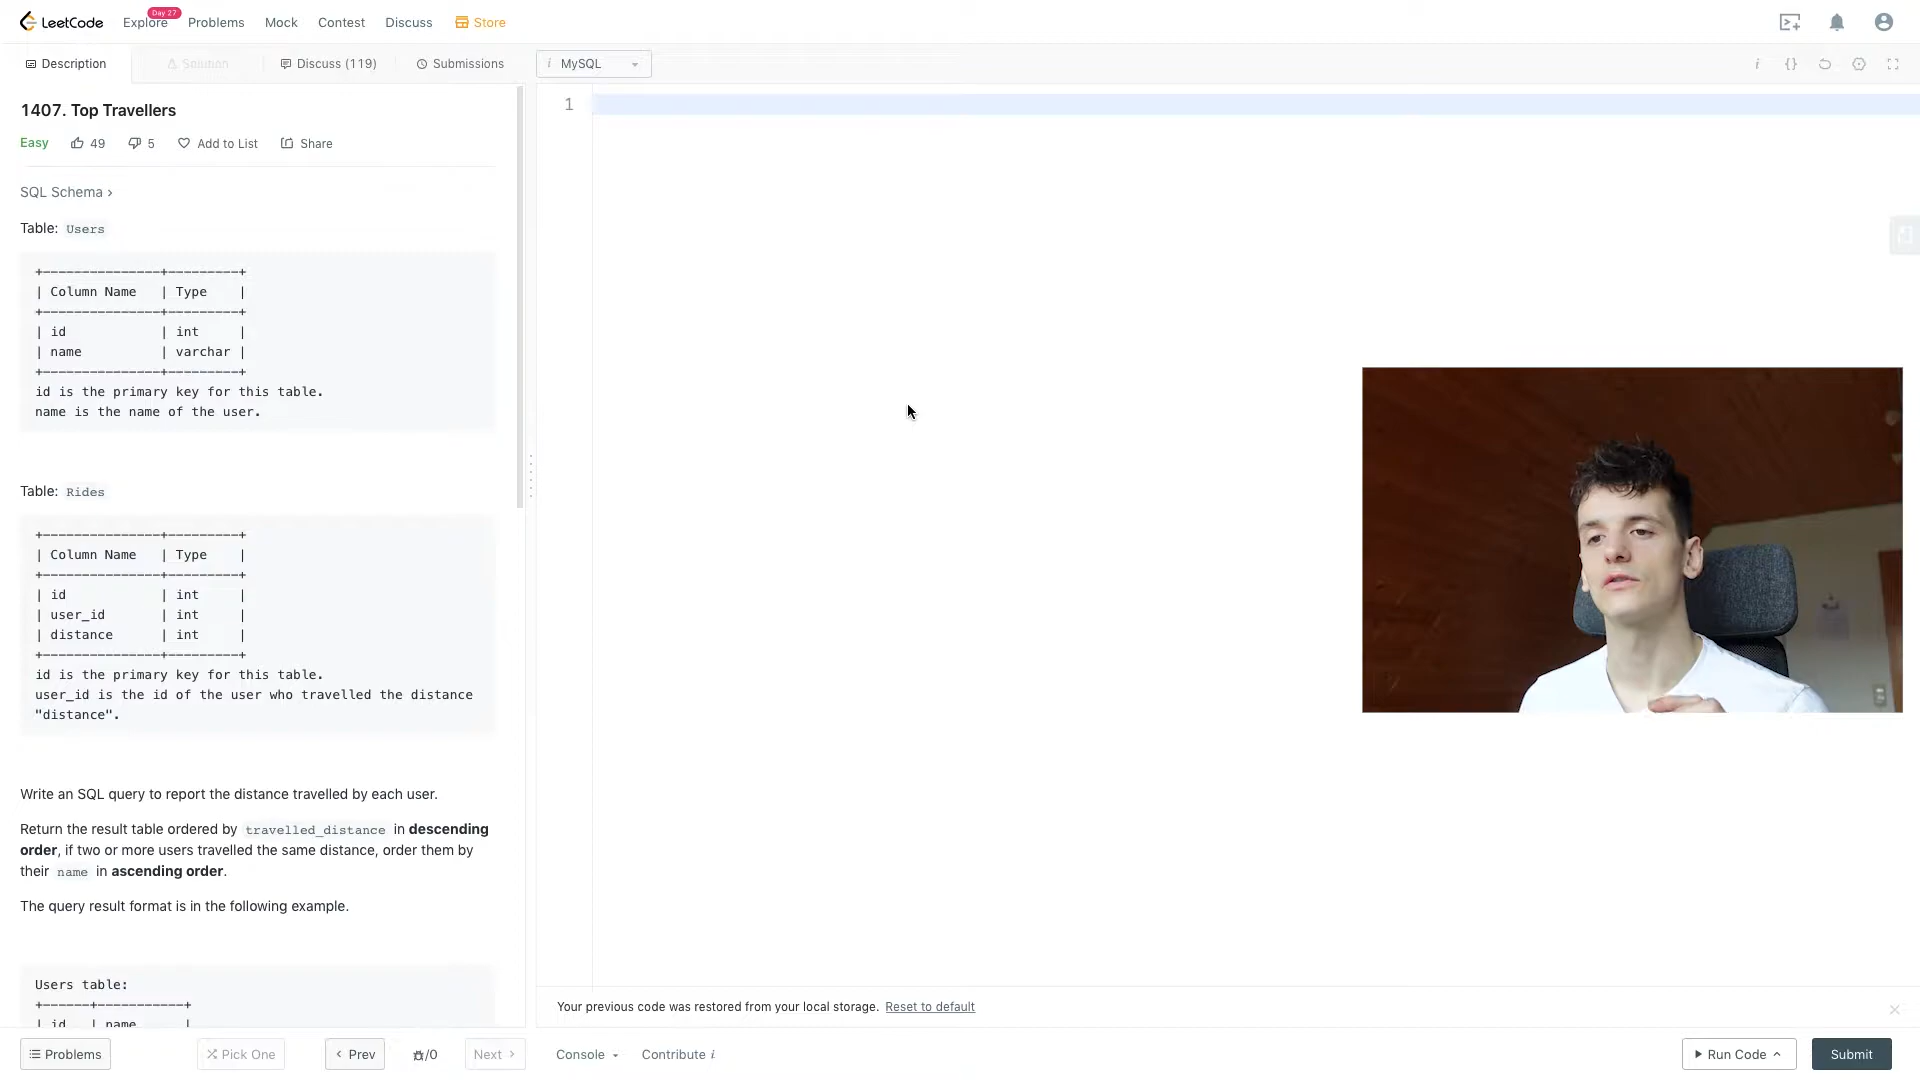 LeetCode
Explore
Day 27
Problems
Mock
Contest
Discuss
Store
Description
Solution
Discuss (119)
Submissions
i MySQL
i {}
1407. Top Travellers
Easy 49 5 Add to List Share
SQL Schema ›
Table: Users
+---------------+---------+
| Column Name   | Type    |
+---------------+---------+
| id            | int     |
| name          | varchar |
+---------------+---------+
id is the primary key for this table.
name is the name of the user.
Table: Rides
+---------------+---------+
| Column Name   | Type    |
+---------------+---------+
| id            | int     |
| user_id       | int     |
| distance      | int     |
+---------------+---------+
id is the primary key for this table.
user_id is the id of the user who travelled the distance
"distance".
Write an SQL query to report the distance travelled by each user.
Return the result table ordered by travelled_distance in descending
order, if two or more users travelled the same distance, order them by
their name in ascending order.
The query result format is in the following example.
Users table:
+------+-----------+
| id   | name      |
1
Your previous code was restored from your local storage. Reset to default
Problems
Pick One
‹ Prev
/0
Next ›
Console
Contribute i
Run Code
Submit